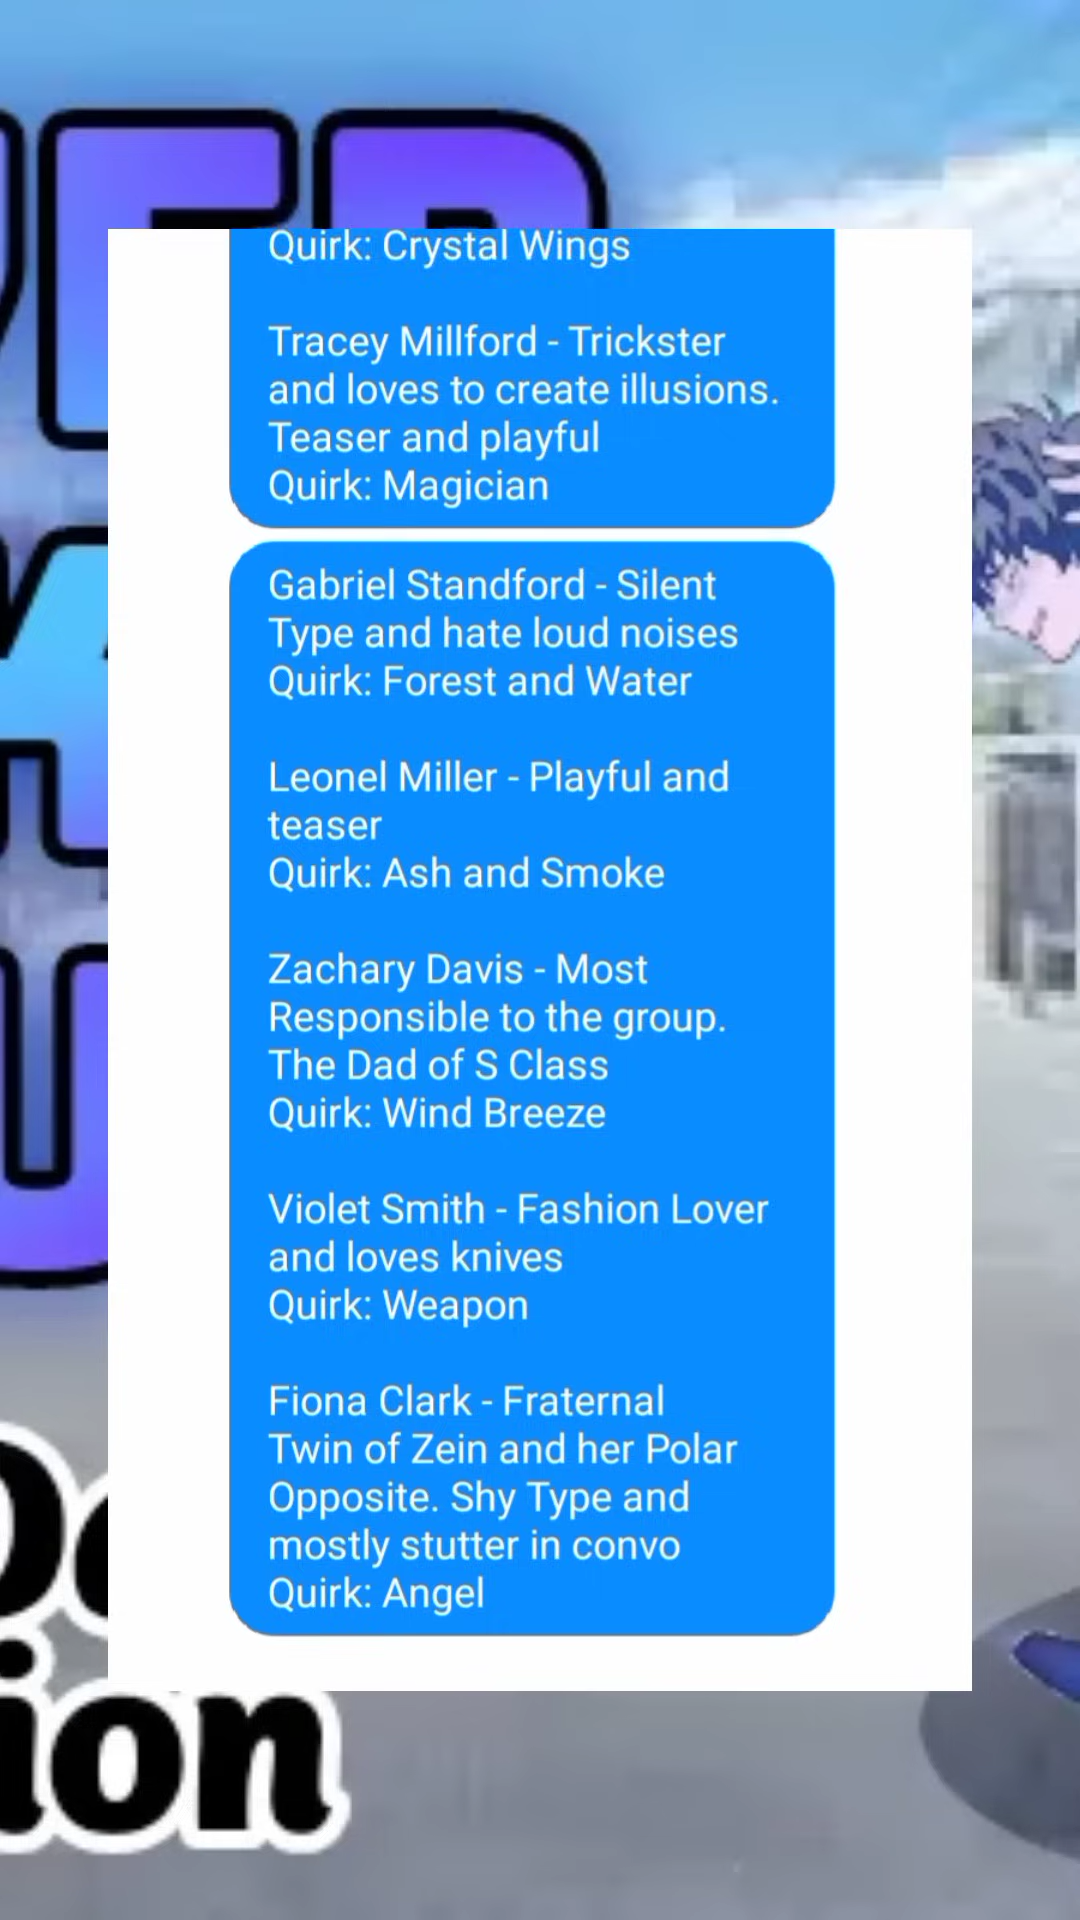 Quirk: Crystal Wings
Tracey Millford - Trickster
and loves to create illusions.
Teaser and playful
Quirk: Magician
Gabriel Standford - Silent
Type and hate loud noises
Quirk: Forest and Water
Leonel Miller - Playful and
teaser
Quirk: Ash and Smoke
Zachary Davis - Most
Responsible to the group.
The Dad of S Class
Quirk: Wind Breeze
Violet Smith - Fashion Lover
and loves knives
Quirk: Weapon
Fiona Clark - Fraternal
Twin of Zein and her Polar
Opposite. Shy Type and
mostly stutter in convo
Quirk: Angel